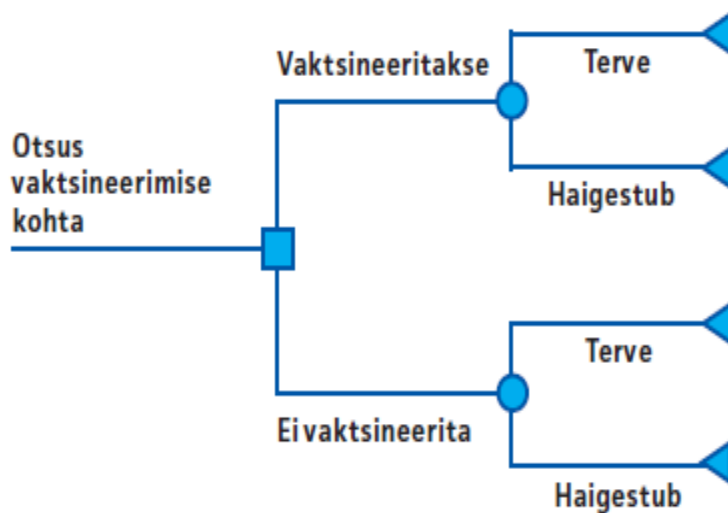 Vaktsineeritakse
Terve
Otsus
vaktsineerimise
kohta
Haigestub
Terve
Ei vaktsineerita
Haigestub